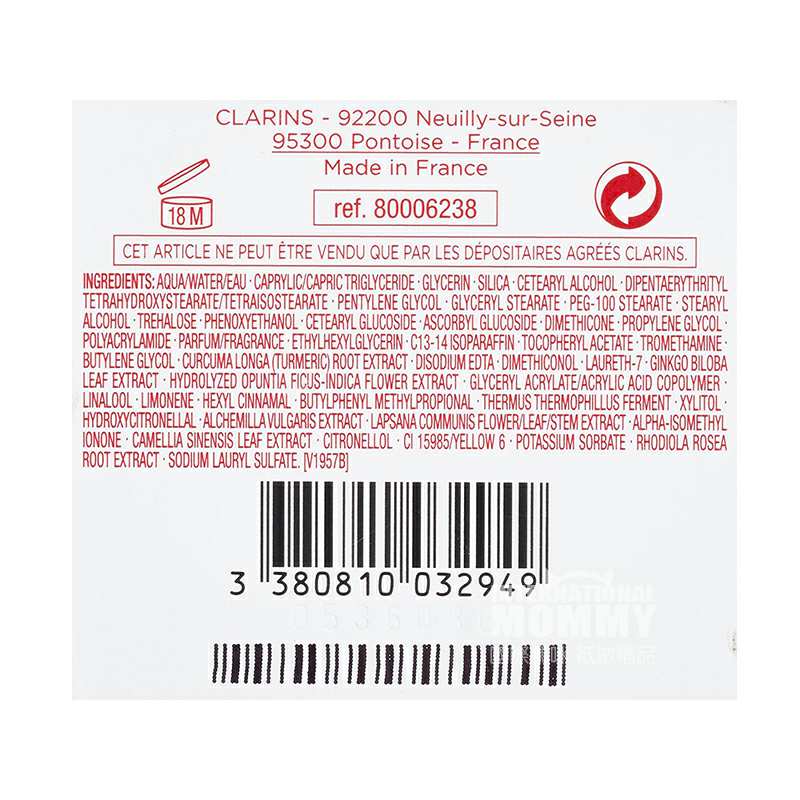 CLARINS - 92200 Neuilly-sur-Seine
95300 Pontoise - France
Made in France
18 M
ref. 80006238
CET ARTICLE NE PEUT ÊTRE VENDU QUE PAR LES DÉPOSITAIRES AGRÉÉS CLARINS.
INGREDIENTS: AQUA/WATER/EAU · CAPRYLIC/CAPRIC TRIGLYCERIDE · GLYCERIN · SILICA · CETEARYL ALCOHOL · DIPENTAERYTHRITYL
TETRAHYDROXYSTEARATE/TETRAISOSTEARATE · PENTYLENE GLYCOL · GLYCERYL STEARATE · PEG-100 STEARATE · STEARYL
ALCOHOL · TREHALOSE · PHENOXYETHANOL · CETEARYL GLUCOSIDE · ASCORBYL GLUCOSIDE · DIMETHICONE · PROPYLENE GLYCOL ·
POLYACRYLAMIDE · PARFUM/FRAGRANCE · ETHYLHEXYLGLYCERIN · C13-14 ISOPARAFFIN · TOCOPHERYL ACETATE · TROMETHAMINE ·
BUTYLENE GLYCOL · CURCUMA LONGA (TURMERIC) ROOT EXTRACT · DISODIUM EDTA · DIMETHICONOL · LAURETH-7 · GINKGO BILOBA
LEAF EXTRACT · HYDROLYZED OPUNTIA FICUS-INDICA FLOWER EXTRACT · GLYCERYL ACRYLATE/ACRYLIC ACID COPOLYMER ·
LINALOOL · LIMONENE · HEXYL CINNAMAL · BUTYLPHENYL METHYLPROPIONAL · THERMUS THERMOPHILLUS FERMENT · XYLITOL ·
HYDROXYCITRONELLAL · ALCHEMILLA VULGARIS EXTRACT · LAPSANA COMMUNIS FLOWER/LEAF/STEM EXTRACT · ALPHA-ISOMETHYL
IONONE · CAMELLIA SINENSIS LEAF EXTRACT · CITRONELLOL · CI 15985/YELLOW 6 · POTASSIUM SORBATE · RHODIOLA ROSEA
ROOT EXTRACT · SODIUM LAURYL SULFATE. [V1957B]
3 380810 032949
INTERNATIONAL
MOMMY